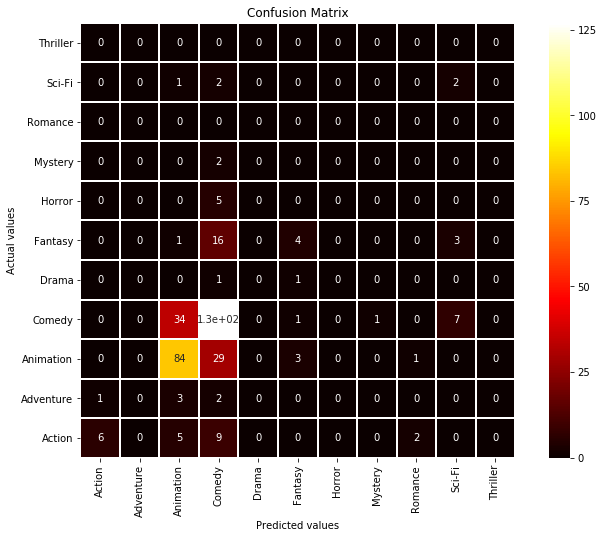 Confusion Matrix
Thriller 0 0 0 0 0 0 0 0 0 0 0
Sci-Fi 0 0 1 2 0 0 0 0 0 2 0
Romance 0 0 0 0 0 0 0 0 0 0 0
Mystery 0 0 0 2 0 0 0 0 0 0 0
Horror 0 0 0 5 0 0 0 0 0 0 0
Fantasy 0 0 1 16 0 4 0 0 0 3 0
Drama 0 0 0 1 0 1 0 0 0 0 0
Comedy 0 0 34 1.3e+02 0 1 0 1 0 7 0
Animation 0 0 84 29 0 3 0 0 1 0 0
Adventure 1 0 3 2 0 0 0 0 0 0 0
Action 6 0 5 9 0 0 0 0 2 0 0
Action Adventure Animation Comedy Drama Fantasy Horror Mystery Romance Sci-Fi Thriller
Predicted values
Actual values
125
100
75
50
25
0